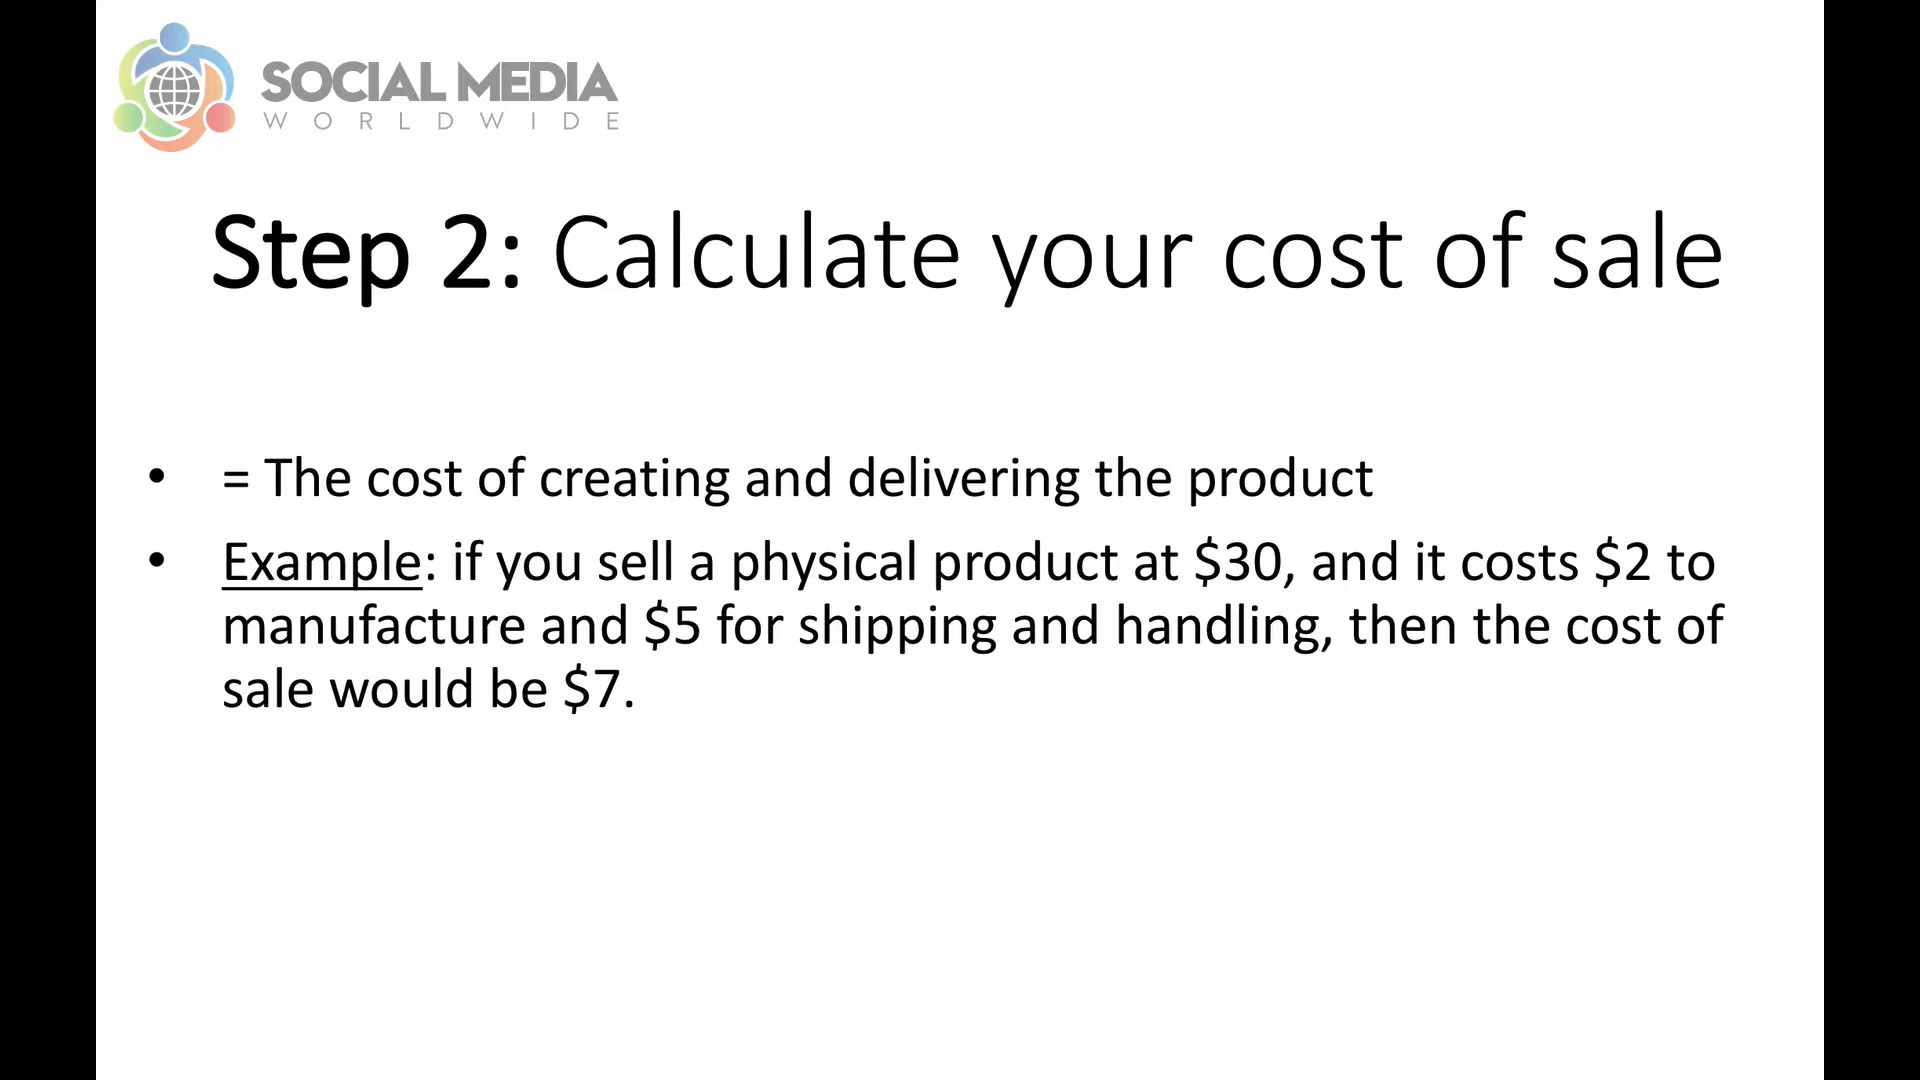 SOCIAL MEDIA
WORLDWIDE
Step 2: Calculate your cost of sale
• = The cost of creating and delivering the product
• Example: if you sell a physical product at $30, and it costs $2 to
manufacture and $5 for shipping and handling, then the cost of
sale would be $7.